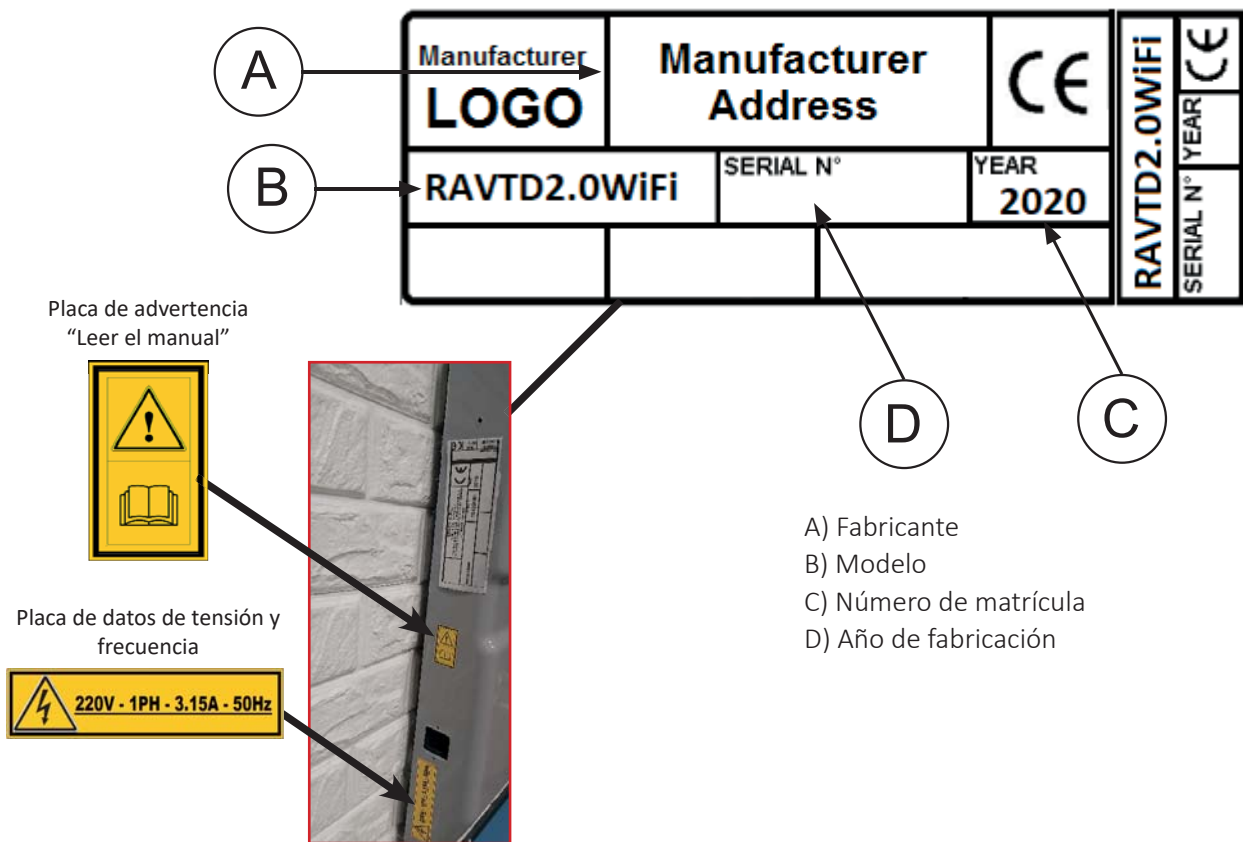 A
B
Manufacturer
LOGO
Manufacturer
Address
CE
RAVTD2.0WiFi
SERIAL N°
YEAR
2020
RAVTD2.0WiFi
SERIAL N°
YEAR
CE
Placa de advertencia
“Leer el manual”
D
C
A) Fabricante
B) Modelo
C) Número de matrícula
D) Año de fabricación
Placa de datos de tensión y
frecuencia
220V - 1PH - 3.15A - 50Hz